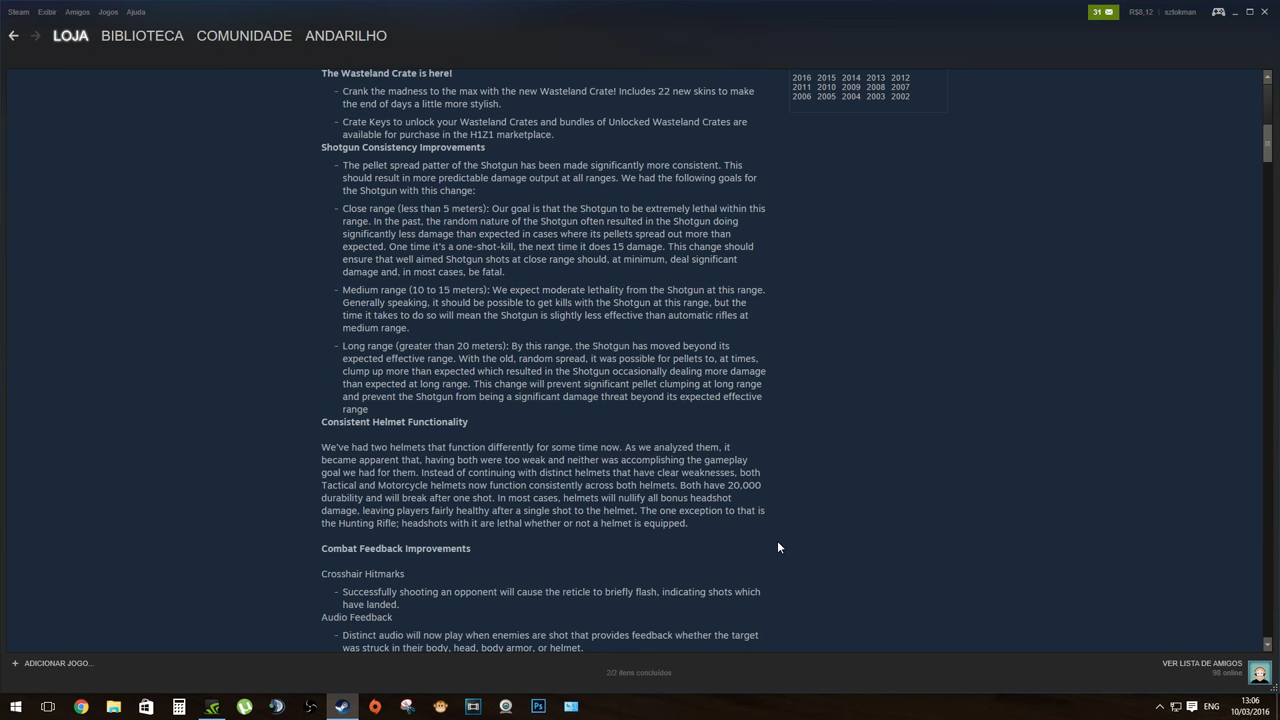 Steam Exibir Amigos Jogos Ajuda
31 R$8,12 sztokman
LOJA BIBLIOTECA COMUNIDADE ANDARILHO
The Wasteland Crate is here!
- Crank the madness to the max with the new Wasteland Crate! Includes 22 new skins to make
the end of days a little more stylish.
- Crate Keys to unlock your Wasteland Crates and bundles of Unlocked Wasteland Crates are
available for purchase in the H1Z1 marketplace.
Shotgun Consistency Improvements
- The pellet spread patter of the Shotgun has been made significantly more consistent. This
should result in more predictable damage output at all ranges. We had the following goals for
the Shotgun with this change:
- Close range (less than 5 meters): Our goal is that the Shotgun to be extremely lethal within this
range. In the past, the random nature of the Shotgun often resulted in the Shotgun doing
significantly less damage than expected in cases where its pellets spread out more than
expected. One time it's a one-shot-kill, the next time it does 15 damage. This change should
ensure that well aimed Shotgun shots at close range should, at minimum, deal significant
damage and, in most cases, be fatal.
- Medium range (10 to 15 meters): We expect moderate lethality from the Shotgun at this range.
Generally speaking, it should be possible to get kills with the Shotgun at this range, but the
time it takes to do so will mean the Shotgun is slightly less effective than automatic rifles at
medium range.
- Long range (greater than 20 meters): By this range, the Shotgun has moved beyond its
expected effective range. With the old, random spread, it was possible for pellets to, at times,
clump up more than expected which resulted in the Shotgun occasionally dealing more damage
than expected at long range. This change will prevent significant pellet clumping at long range
and prevent the Shotgun from being a significant damage threat beyond its expected effective
range
Consistent Helmet Functionality
We've had two helmets that function differently for some time now. As we analyzed them, it
became apparent that, having both were too weak and neither was accomplishing the gameplay
goal we had for them. Instead of continuing with distinct helmets that have clear weaknesses, both
Tactical and Motorcycle helmets now function consistently across both helmets. Both have 20,000
durability and will break after one shot. In most cases, helmets will nullify all bonus headshot
damage, leaving players fairly healthy after a single shot to the helmet. The one exception to that is
the Hunting Rifle; headshots with it are lethal whether or not a helmet is equipped.
Combat Feedback Improvements
Crosshair Hitmarks
- Successfully shooting an opponent will cause the reticle to briefly flash, indicating shots which
have landed.
Audio Feedback
- Distinct audio will now play when enemies are shot that provides feedback whether the target
was struck in their body, head, body armor, or helmet.
2016 2015 2014 2013 2012
2011 2010 2009 2008 2007
2006 2005 2004 2003 2002
+ ADICIONAR JOGO...
2/2 itens concluídos
VER LISTA DE AMIGOS
98 online
Ps
ENG
13:06
10/03/2016